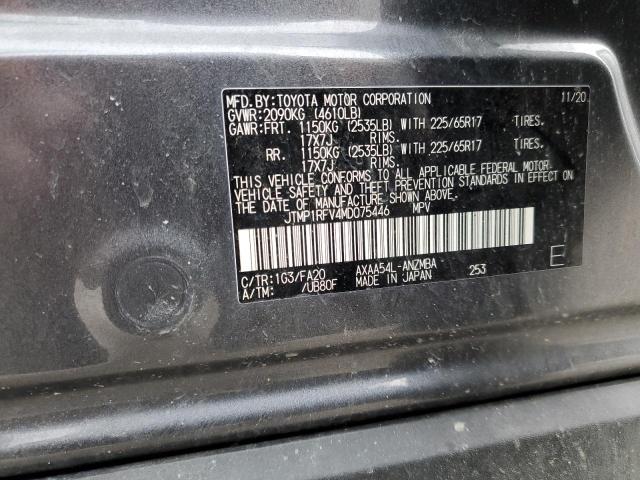 MFD.BY:TOYOTA MOTOR CORPORATION 11/20
GVWR:2090KG (4610LB)
GAWR:FRT. 1150KG (2535LB) WITH 225/65R17 TIRES.
17X7J RIMS.
RR. 1150KG (2535LB) WITH 225/65R17 TIRES.
17X7J RIMS.
THIS VEHICLE CONFORMS TO ALL APPLICABLE FEDERAL MOTOR
VEHICLE SAFETY AND THEFT PREVENTION STANDARDS IN EFFECT ON
THE DATE OF MANUFACTURE SHOWN ABOVE.
JTMP1RFV4MD075446 MPV
C/TR:1G3/FA20 AXAA54L-ANZMBA 253 E
A/TM: /UB80F MADE IN JAPAN